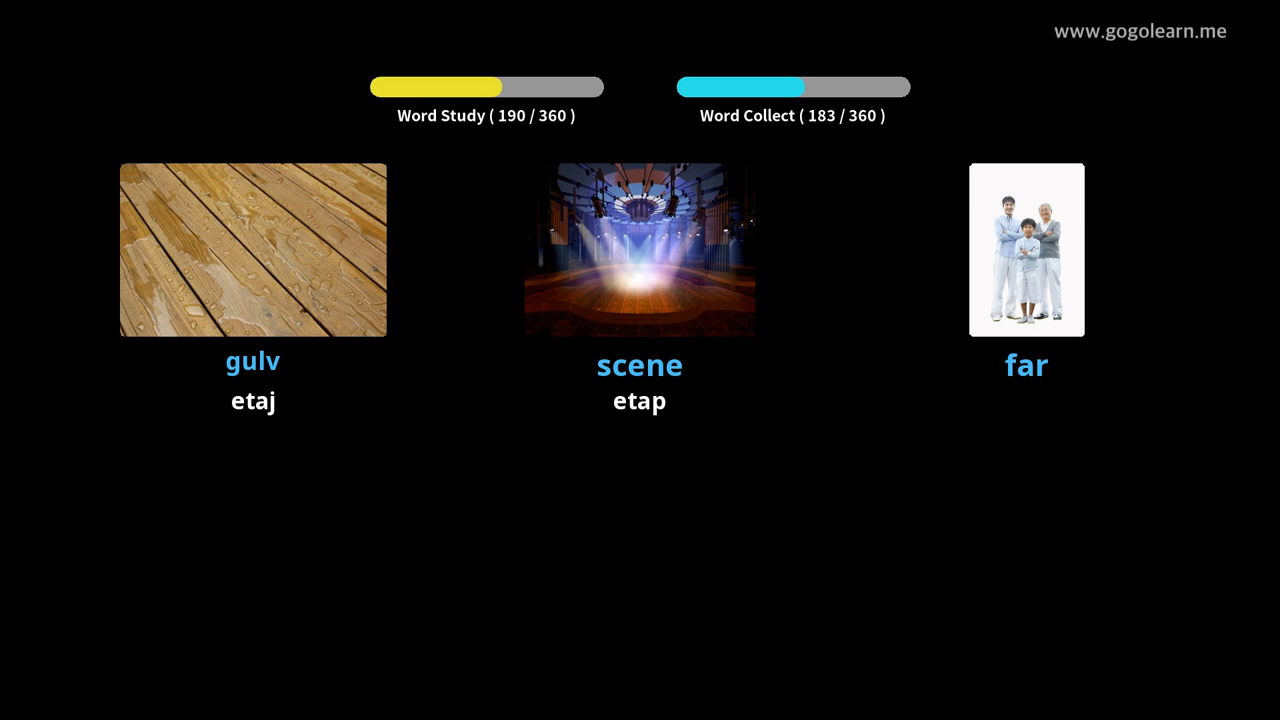 www.gogolearn.me
Word Study ( 190 / 360 )
Word Collect ( 183 / 360 )
gulv
etaj
scene
etap
far